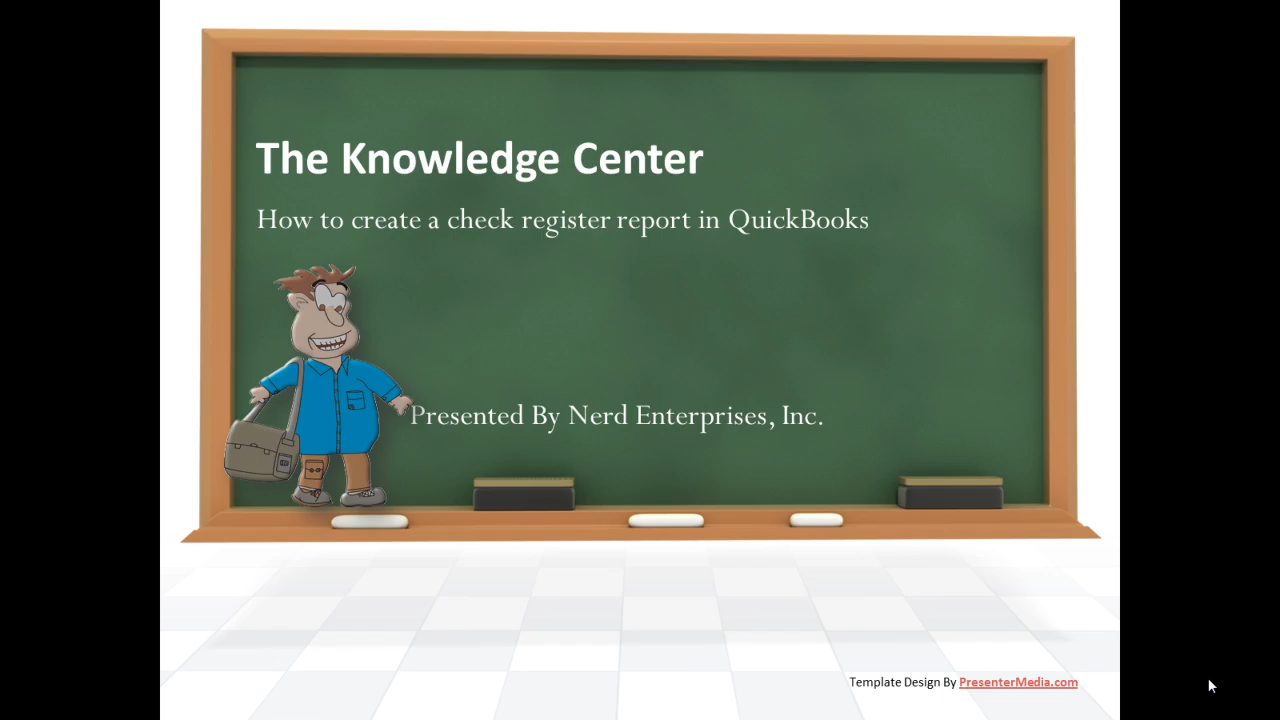 The Knowledge Center
How to create a check register report in QuickBooks
Presented By Nerd Enterprises, Inc.
Template Design By PresenterMedia.com